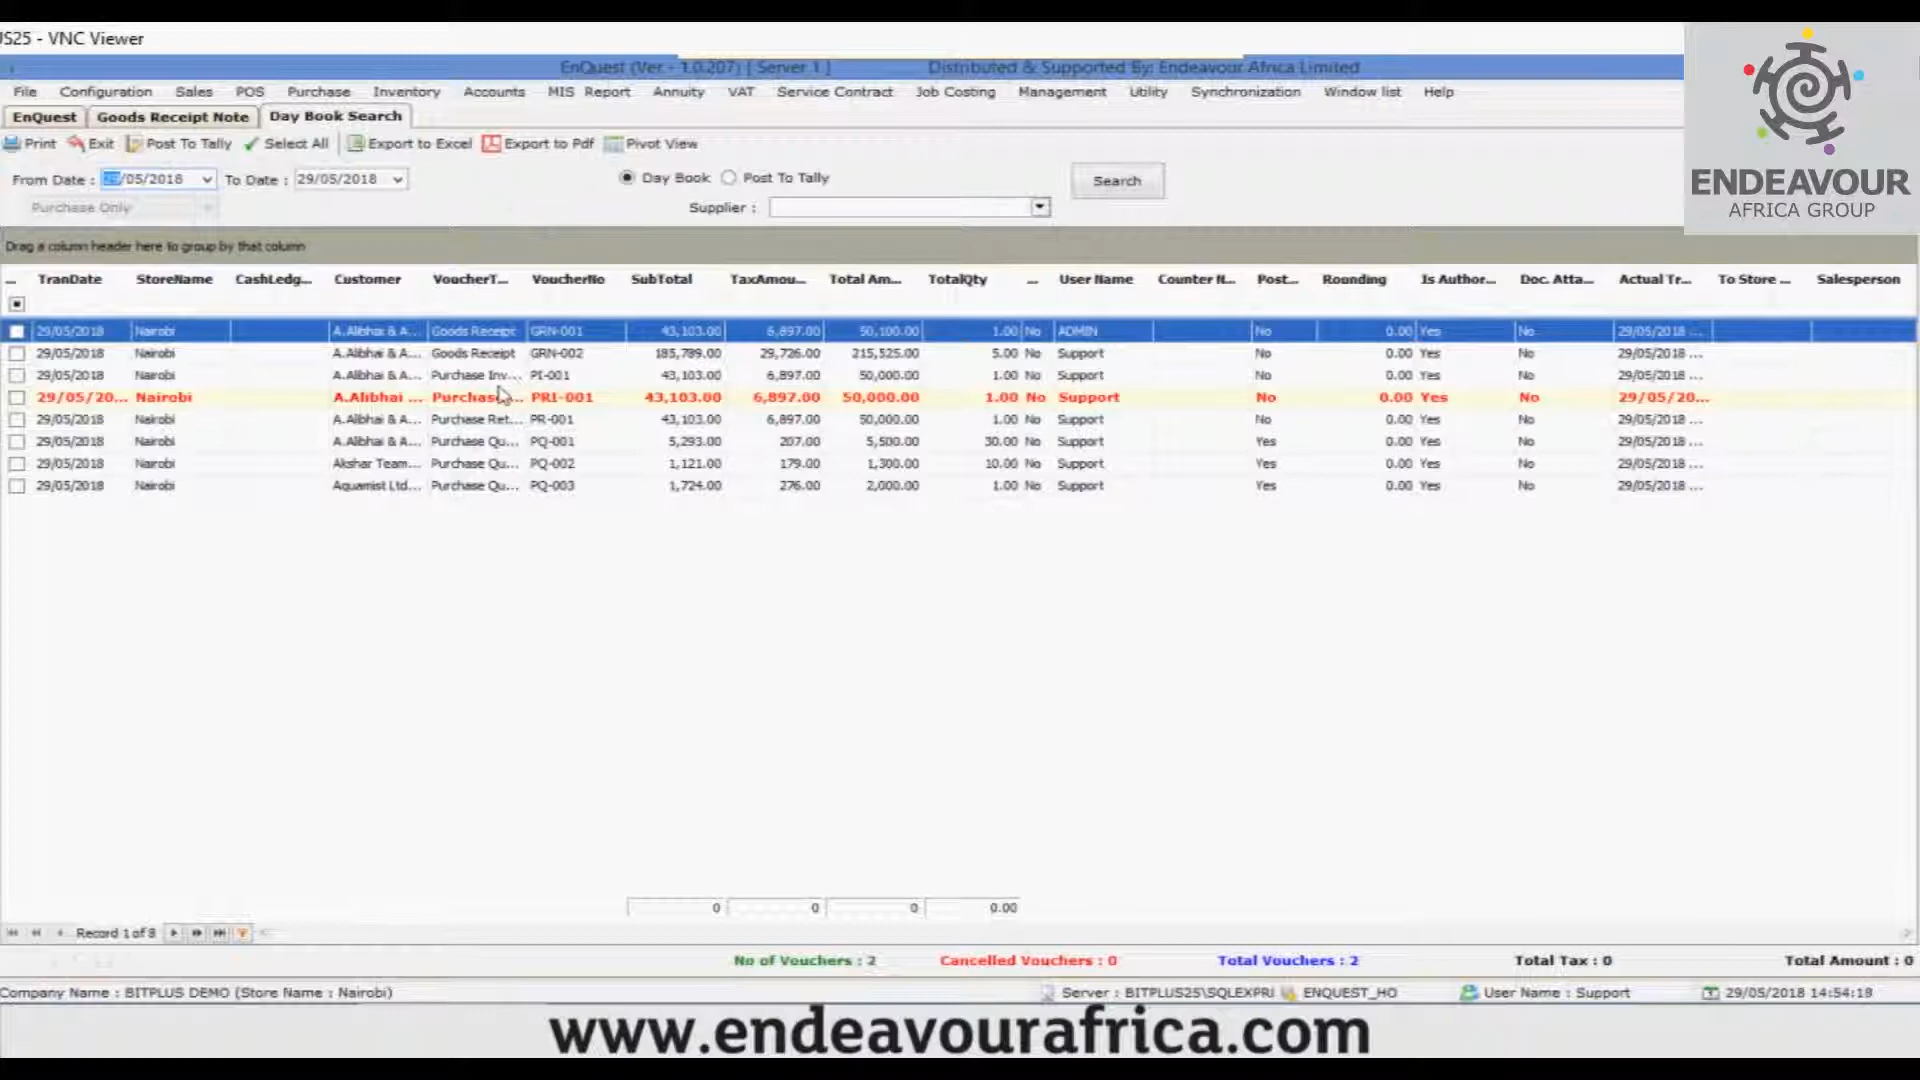 JS25 - VNC Viewer
EnQuest (Ver - 1.0.207) [ Server 1 ] Distributed & Supported By: Endeavour Africa Limited
File Configuration Sales POS Purchase Inventory Accounts MIS Report Annuity VAT Service Contract Job Costing Management Utility Synchronization Window list Help
EnQuest Goods Receipt Note Day Book Search
Print Exit Post To Tally Select All Export to Excel Export to Pdf Pivot View
From Date : 29/05/2018 To Date : 29/05/2018 Day Book Post To Tally Search
Purchase Only Supplier :
ENDEAVOUR
AFRICA GROUP
Drag a column header here to group by that column
... TranDate StoreName CashLedg... Customer VoucherT... VoucherNo SubTotal TaxAmou... Total Am... TotalQty ... User Name Counter N... Post... Rounding Is Author... Doc. Atta... Actual Tr... To Store ... Salesperson
29/05/2018 Nairobi A.Alibhai & A... Goods Receipt GRN-001 43,103.00 6,897.00 50,100.00 1.00 No ADMIN No 0.00 Yes No 29/05/2018 ...
29/05/2018 Nairobi A.Alibhai & A... Goods Receipt GRN-002 185,789.00 29,726.00 215,525.00 5.00 No Support No 0.00 Yes No 29/05/2018 ...
29/05/2018 Nairobi A.Alibhai & A... Purchase Inv... PI-001 43,103.00 6,897.00 50,000.00 1.00 No Support No 0.00 Yes No 29/05/2018 ...
29/05/20... Nairobi A.Alibhai ... Purchas... PRI-001 43,103.00 6,897.00 50,000.00 1.00 No Support No 0.00 Yes No 29/05/20...
29/05/2018 Nairobi A.Alibhai & A... Purchase Ret... PR-001 43,103.00 6,897.00 50,000.00 1.00 No Support No 0.00 Yes No 29/05/2018 ...
29/05/2018 Nairobi A.Alibhai & A... Purchase Qu... PQ-001 5,293.00 207.00 5,500.00 30.00 No Support Yes 0.00 Yes No 29/05/2018 ...
29/05/2018 Nairobi Akshar Team... Purchase Qu... PQ-002 1,121.00 179.00 1,300.00 10.00 No Support Yes 0.00 Yes No 29/05/2018 ...
29/05/2018 Nairobi Aquamist Ltd... Purchase Qu... PQ-003 1,724.00 276.00 2,000.00 1.00 No Support Yes 0.00 Yes No 29/05/2018 ...
0 0 0 0.00
Record 1 of 8
No of Vouchers : 2 Cancelled Vouchers : 0 Total Vouchers : 2 Total Tax : 0 Total Amount : 0
Company Name : BITPLUS DEMO (Store Name : Nairobi) Server : BITPLUS25\SQLEXPR ENQUEST_HO User Name : Support 29/05/2018 14:54:18
www.endeavourafrica.com